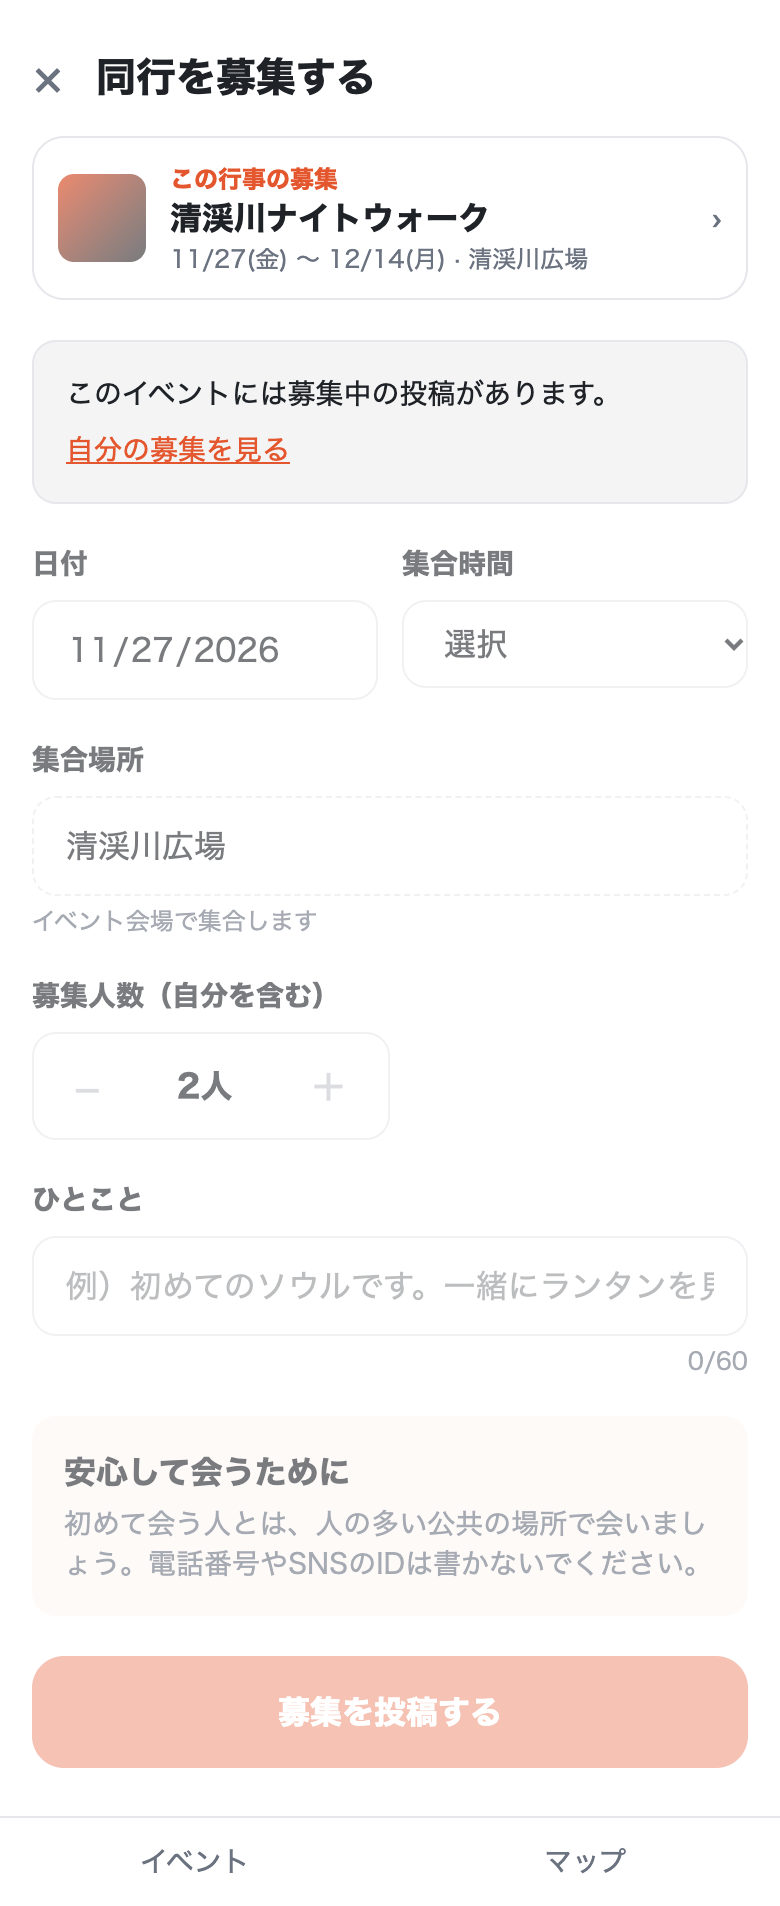 × 同行を募集する
この行事の募集
清渓川ナイトウォーク
11/27(金) 〜 12/14(月) · 清渓川広場
›
このイベントには募集中の投稿があります。
自分の募集を見る
日付
集合時間
11/27/2026
選択
集合場所
清渓川広場
イベント会場で集合します
募集人数（自分を含む）
− 2人 +
ひとこと
例）初めてのソウルです。一緒にランタンを
0/60
安心して会うために
初めて会う人とは、人の多い公共の場所で会いまし
ょう。電話番号やSNSのIDは書かないでください。
募集を投稿する
イベント
マップ